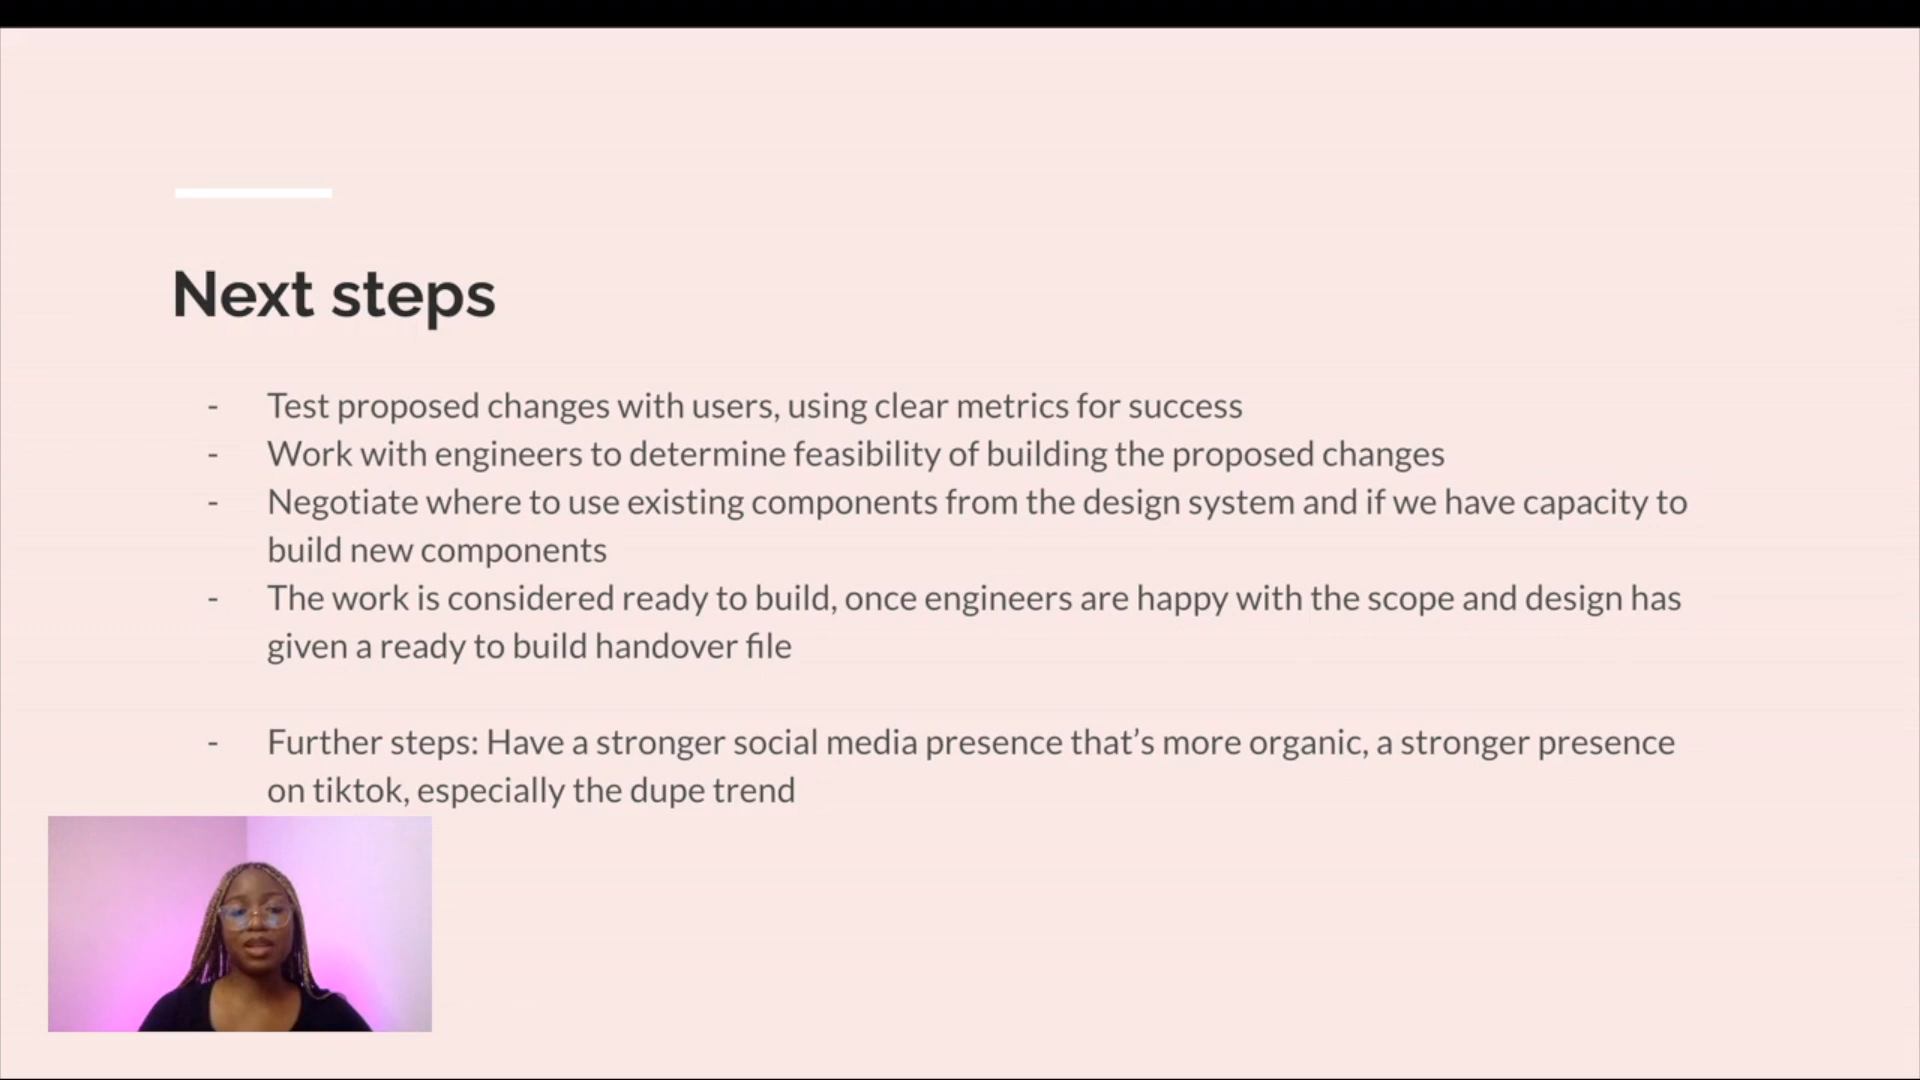 Next steps
- Test proposed changes with users, using clear metrics for success
- Work with engineers to determine feasibility of building the proposed changes
- Negotiate where to use existing components from the design system and if we have capacity to
build new components
- The work is considered ready to build, once engineers are happy with the scope and design has
given a ready to build handover file
- Further steps: Have a stronger social media presence that’s more organic, a stronger presence
on tiktok, especially the dupe trend